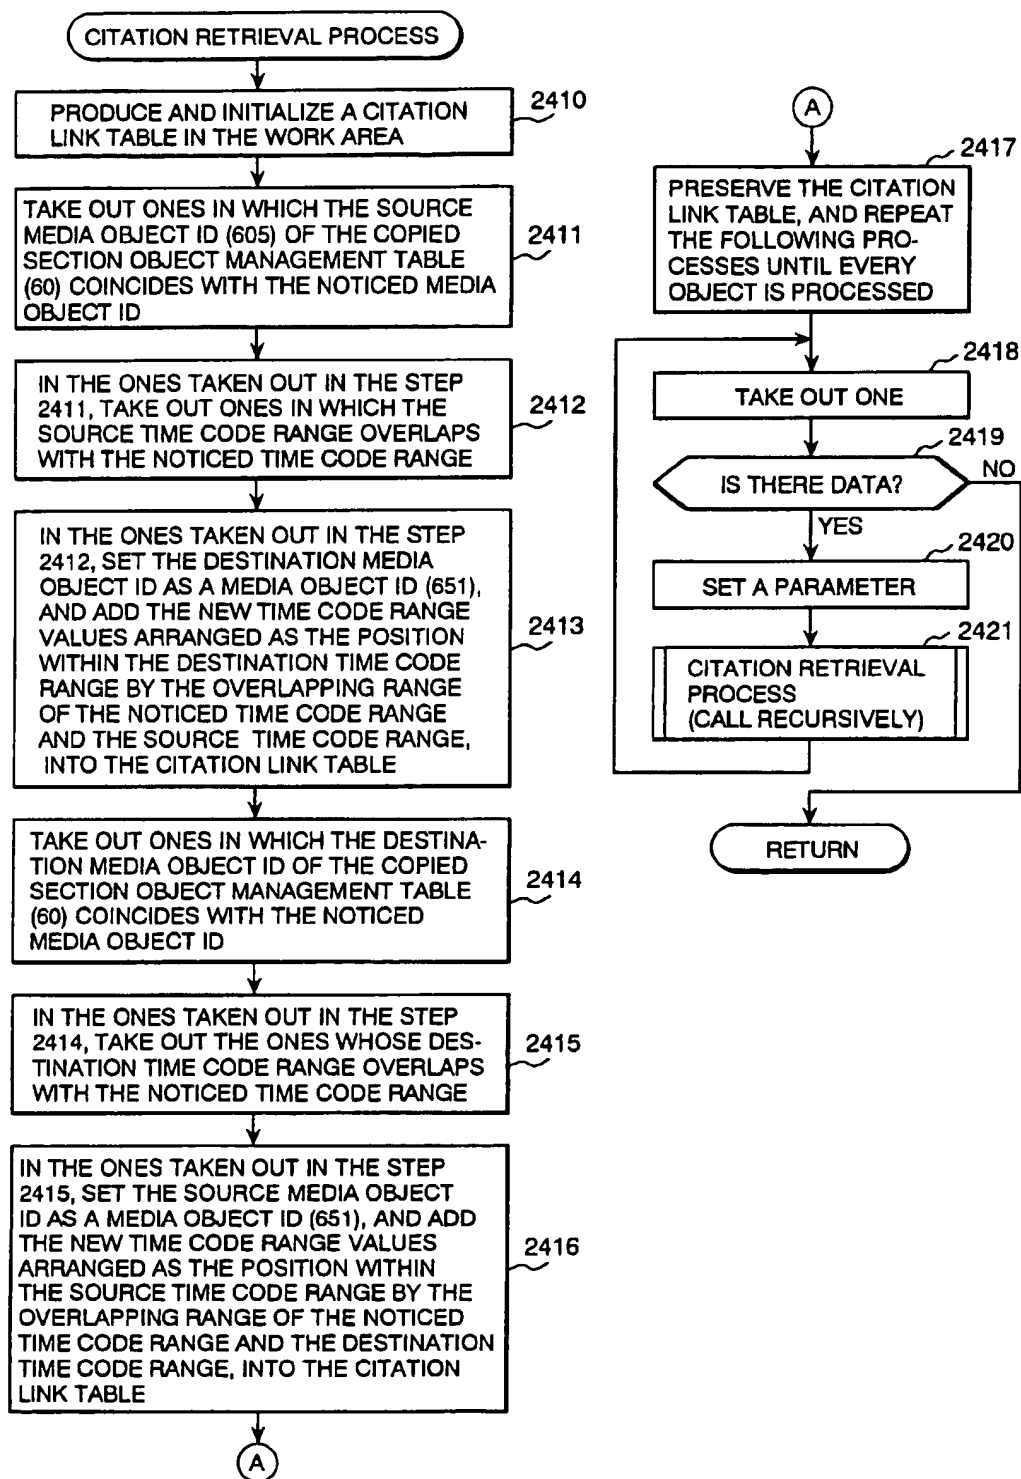 CITATION RETRIEVAL PROCESS
PRODUCE AND INITIALIZE A CITATION
LINK TABLE IN THE WORK AREA
2410
TAKE OUT ONES IN WHICH THE SOURCE
MEDIA OBJECT ID (605) OF THE COPIED
SECTION OBJECT MANAGEMENT TABLE
(60) COINCIDES WITH THE NOTICED MEDIA
OBJECT ID
2411
IN THE ONES TAKEN OUT IN THE STEP
2411, TAKE OUT ONES IN WHICH THE
SOURCE TIME CODE RANGE OVERLAPS
WITH THE NOTICED TIME CODE RANGE
2412
IN THE ONES TAKEN OUT IN THE STEP
2412, SET THE DESTINATION MEDIA
OBJECT ID AS A MEDIA OBJECT ID (651),
AND ADD THE NEW TIME CODE RANGE
VALUES ARRANGED AS THE POSITION
WITHIN THE DESTINATION TIME CODE
RANGE BY THE OVERLAPPING RANGE
OF THE NOTICED TIME CODE RANGE
AND THE SOURCE TIME CODE RANGE,
INTO THE CITATION LINK TABLE
2413
TAKE OUT ONES IN WHICH THE DESTINA-
TION MEDIA OBJECT ID OF THE COPIED
SECTION OBJECT MANAGEMENT TABLE
(60) COINCIDES WITH THE NOTICED
MEDIA OBJECT ID
2414
IN THE ONES TAKEN OUT IN THE STEP
2414, TAKE OUT THE ONES WHOSE DES-
TINATION TIME CODE RANGE OVERLAPS
WITH THE NOTICED TIME CODE RANGE
2415
IN THE ONES TAKEN OUT IN THE STEP
2415, SET THE SOURCE MEDIA OBJECT
ID AS A MEDIA OBJECT ID (651), AND ADD
THE NEW TIME CODE RANGE VALUES
ARRANGED AS THE POSITION WITHIN
THE SOURCE TIME CODE RANGE BY THE
OVERLAPPING RANGE OF THE NOTICED
TIME CODE RANGE AND THE DESTINATION
TIME CODE RANGE, INTO THE CITATION
LINK TABLE
2416
A
A
2417
PRESERVE THE CITATION
LINK TABLE, AND REPEAT
THE FOLLOWING PRO-
CESSES UNTIL EVERY
OBJECT IS PROCESSED
2418
TAKE OUT ONE
2419
IS THERE DATA?
NO
YES
2420
SET A PARAMETER
2421
CITATION RETRIEVAL
PROCESS
(CALL RECURSIVELY)
RETURN